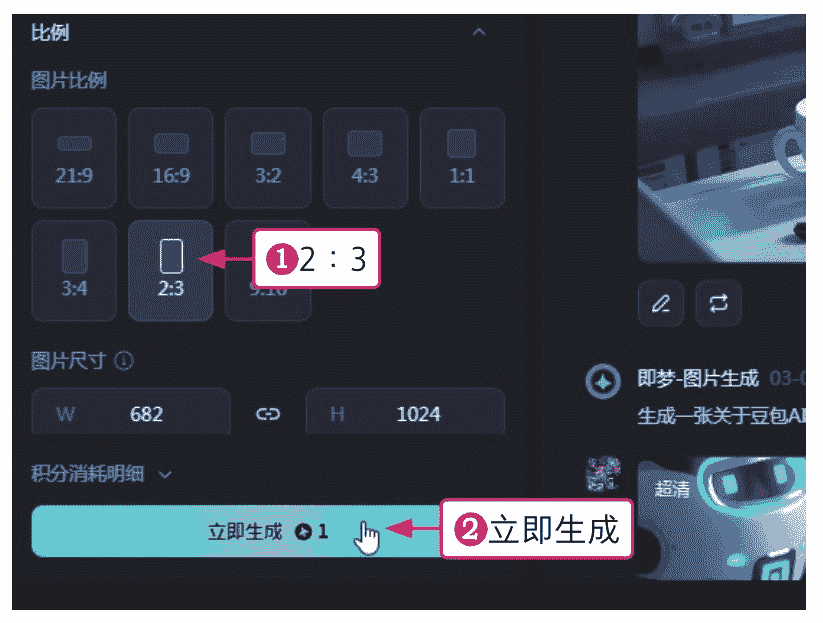 比例
图片比例
21:9 16:9 3:2 4:3 1:1
3:4 2:3 9:16
❶2：3
图片尺寸
W 682 H 1024
积分消耗明细
立即生成 1
❷立即生成
即梦-图片生成 03-0
生成一张关于豆包AI
超清